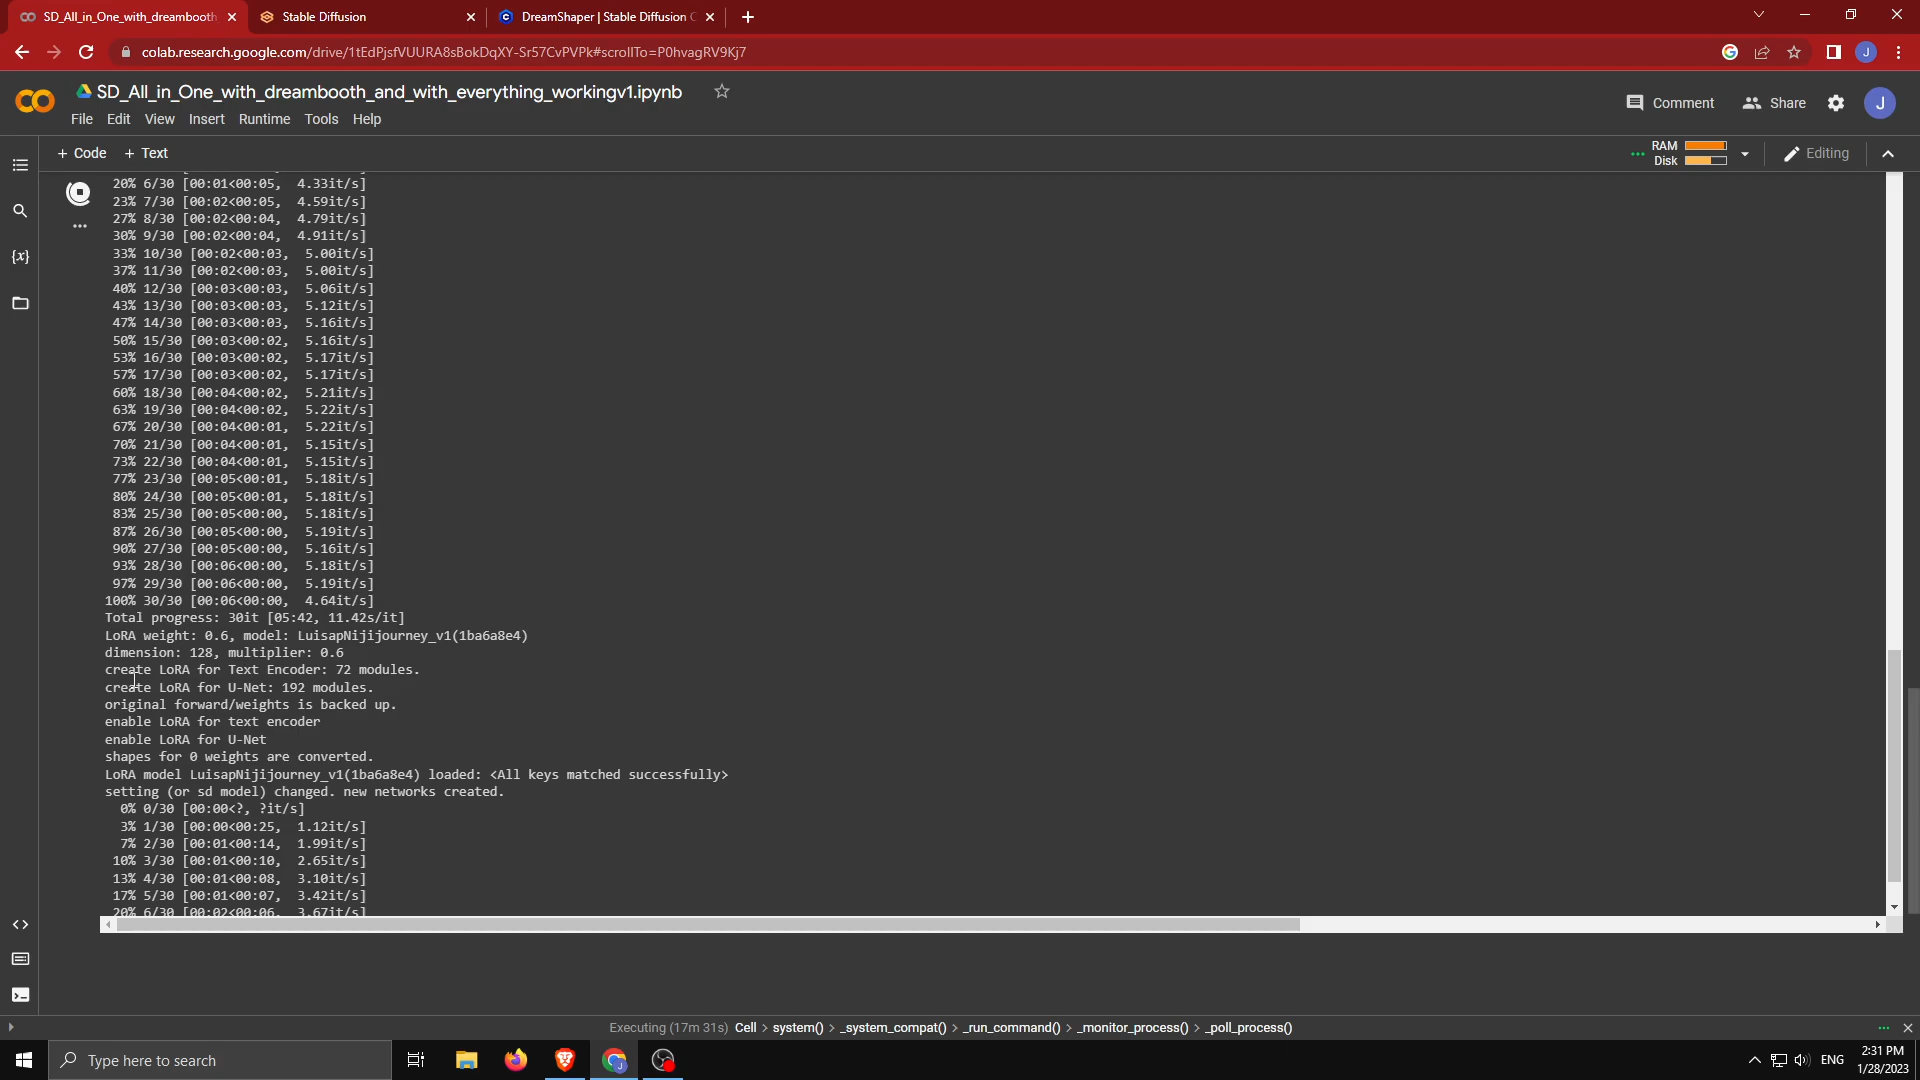 SD_All_in_One_with_dreambooth
Stable Diffusion
DreamShaper | Stable Diffusion C
colab.research.google.com/drive/1tEdPjsfVUURA8sBokDqXY-Sr57CvPVPk#scrollTo=P0hvagRV9Kj7
SD_All_in_One_with_dreambooth_and_with_everything_workingv1.ipynb
File Edit View Insert Runtime Tools Help
Comment Share J
+ Code + Text
RAM
Disk
Editing
20% 6/30 [00:01<00:05, 4.33it/s]
23% 7/30 [00:02<00:05, 4.59it/s]
27% 8/30 [00:02<00:04, 4.79it/s]
30% 9/30 [00:02<00:04, 4.91it/s]
33% 10/30 [00:02<00:03, 5.00it/s]
37% 11/30 [00:02<00:03, 5.00it/s]
40% 12/30 [00:03<00:03, 5.06it/s]
43% 13/30 [00:03<00:03, 5.12it/s]
47% 14/30 [00:03<00:03, 5.16it/s]
50% 15/30 [00:03<00:02, 5.16it/s]
53% 16/30 [00:03<00:02, 5.17it/s]
57% 17/30 [00:03<00:02, 5.17it/s]
60% 18/30 [00:04<00:02, 5.21it/s]
63% 19/30 [00:04<00:02, 5.22it/s]
67% 20/30 [00:04<00:01, 5.22it/s]
70% 21/30 [00:04<00:01, 5.15it/s]
73% 22/30 [00:04<00:01, 5.15it/s]
77% 23/30 [00:05<00:01, 5.18it/s]
80% 24/30 [00:05<00:01, 5.18it/s]
83% 25/30 [00:05<00:00, 5.18it/s]
87% 26/30 [00:05<00:00, 5.19it/s]
90% 27/30 [00:05<00:00, 5.16it/s]
93% 28/30 [00:06<00:00, 5.18it/s]
97% 29/30 [00:06<00:00, 5.19it/s]
100% 30/30 [00:06<00:00, 4.64it/s]
Total progress: 30it [05:42, 11.42s/it]
LoRA weight: 0.6, model: LuisapNijijourney_v1(1ba6a8e4)
dimension: 128, multiplier: 0.6
create LoRA for Text Encoder: 72 modules.
create LoRA for U-Net: 192 modules.
original forward/weights is backed up.
enable LoRA for text encoder
enable LoRA for U-Net
shapes for 0 weights are converted.
LoRA model LuisapNijijourney_v1(1ba6a8e4) loaded: <All keys matched successfully>
setting (or sd model) changed. new networks created.
0% 0/30 [00:00<?, ?it/s]
3% 1/30 [00:00<00:25, 1.12it/s]
7% 2/30 [00:01<00:14, 1.99it/s]
10% 3/30 [00:01<00:10, 2.65it/s]
13% 4/30 [00:01<00:08, 3.10it/s]
17% 5/30 [00:01<00:07, 3.42it/s]
20% 6/30 [00:02<00:06, 3.67it/s]
Executing (17m 31s) Cell > system() > _system_compat() > _run_command() > _monitor_process() > _poll_process()
Type here to search
ENG
2:31 PM
1/28/2023